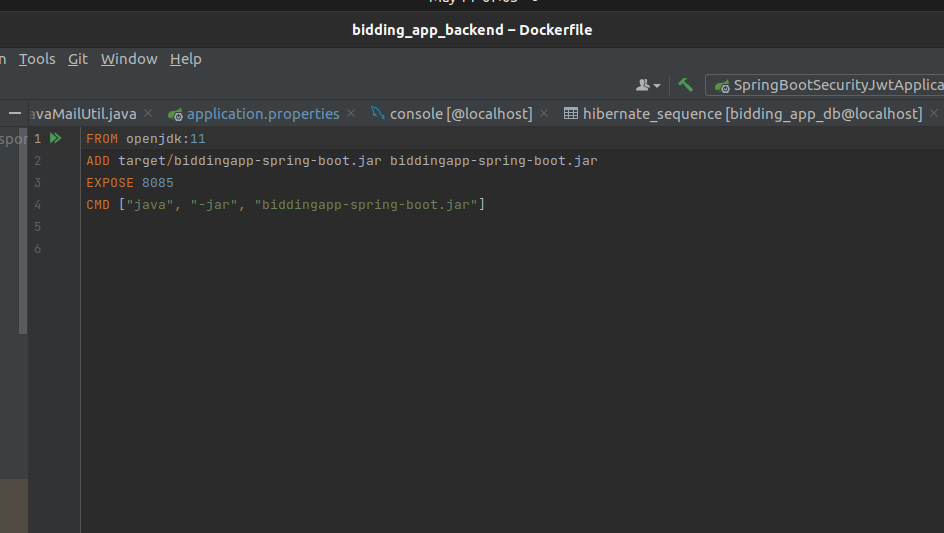 bidding_app_backend – Dockerfile
n Tools Git Window Help
SpringBootSecurityJwtApplica
avaMailUtil.java application.properties console [@localhost] hibernate_sequence [bidding_app_db@localhost]
spor
1 FROM openjdk:11
2 ADD target/biddingapp-spring-boot.jar biddingapp-spring-boot.jar
3 EXPOSE 8085
4 CMD ["java", "-jar", "biddingapp-spring-boot.jar"]
5
6